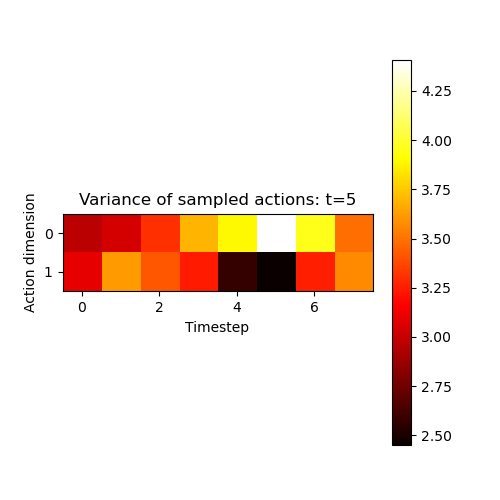 Variance of sampled actions: t=5
Action dimension
0
1
0 2 4 6
Timestep
4.25
4.00
3.75
3.50
3.25
3.00
2.75
2.50